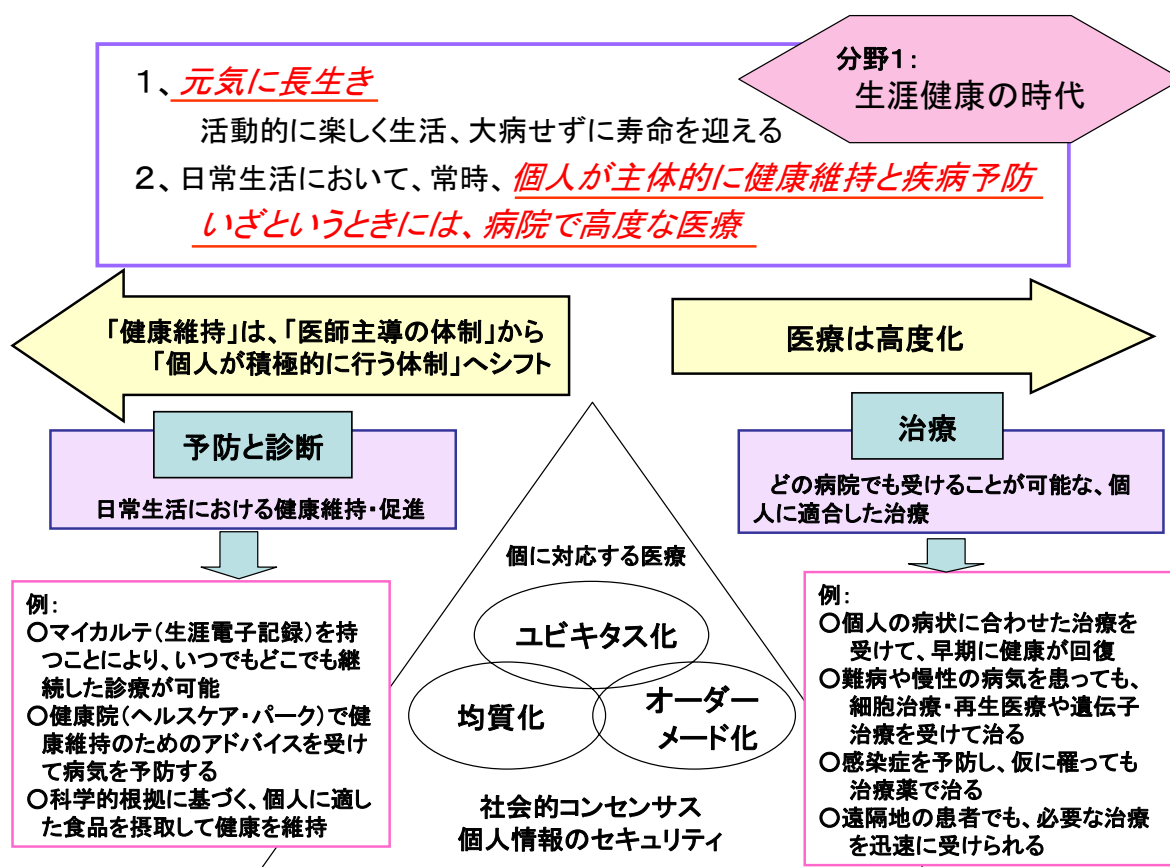 分野1：
生涯健康の時代
1、元気に長生き
活動的に楽しく生活、大病せずに寿命を迎える
2、日常生活において、常時、個人が主体的に健康維持と疾病予防
いざというときには、病院で高度な医療
「健康維持」は、「医師主導の体制」から
「個人が積極的に行う体制」へシフト
医療は高度化
予防と診断
日常生活における健康維持・促進
治療
どの病院でも受けることが可能な、個
人に適合した治療
例：
○マイカルテ（生涯電子記録）を持
つことにより、いつでもどこでも継
続した診療が可能
○健康院（ヘルスケア・パーク）で健
康維持のためのアドバイスを受け
て病気を予防する
○科学的根拠に基づく、個人に適し
た食品を摂取して健康を維持
個に対応する医療
ユビキタス化
均質化
オーダー
メード化
社会的コンセンサス
個人情報のセキュリティ
例：
○個人の病状に合わせた治療を
受けて、早期に健康が回復
○難病や慢性の病気を患っても、
細胞治療・再生医療や遺伝子
治療を受けて治る
○感染症を予防し、仮に罹っても
治療薬で治る
○遠隔地の患者でも、必要な治療
を迅速に受けられる